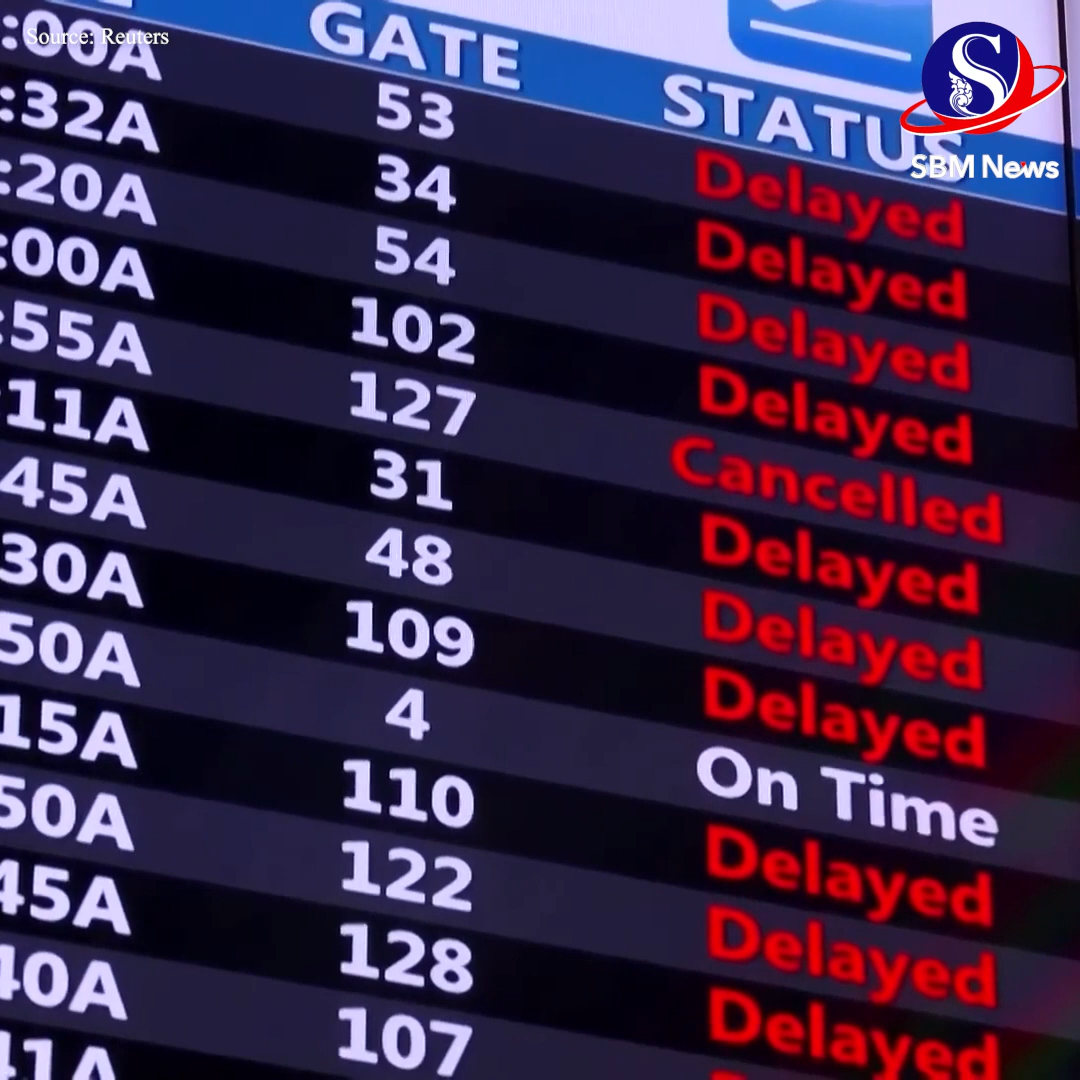 Source: Reuters
SBM News
GATE STATUS
:00A 53 Delayed
:32A 34 Delayed
:20A 54 Delayed
:00A 102 Delayed
:55A 127 Cancelled
:11A 31 Delayed
45A 48 Delayed
30A 109 Delayed
50A 4 On Time
15A 110 Delayed
50A 122 Delayed
45A 128 Delayed
40A 107
41A